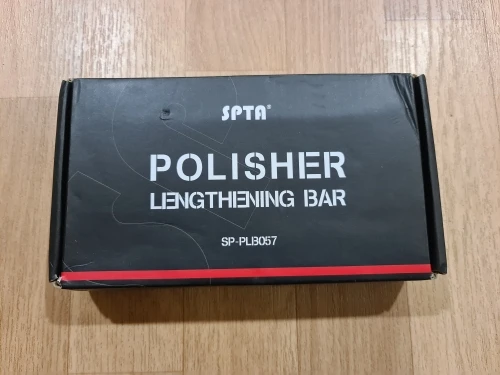 SPTA®
POLISHER
LENGTHENING BAR
SP-PLB057